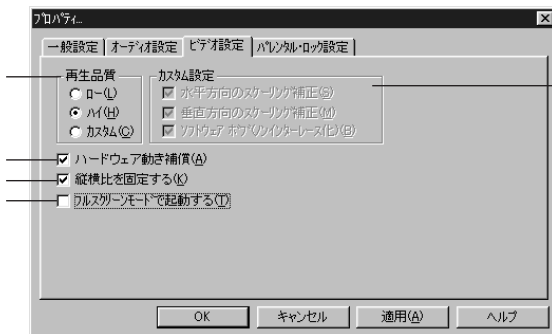 プロパティ...
一般設定 オーディオ設定 ビデオ設定 パレンタル・ロック設定
再生品質
ロー(L)
ハイ(H)
カスタム(C)
カスタム設定
水平方向のスケーリング補正(S)
垂直方向のスケーリング補正(M)
ソフトウェア ボブ(ノンインターレース化)(B)
ハードウェア動き補償(A)
縦横比を固定する(K)
フルスクリーンモードで起動する(T)
OK キャンセル 適用(A) ヘルプ